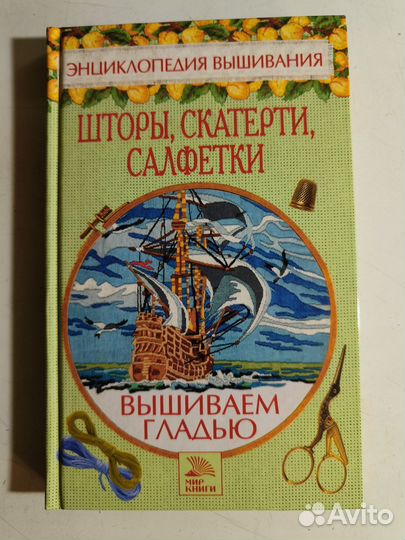 ЭНЦИКЛОПЕДИЯ ВЫШИВАНИЯ
ШТОРЫ, СКАТЕРТИ,
САЛФЕТКИ
ВЫШИВАЕМ
ГЛАДЬЮ
МИР
КНИГИ
Avito